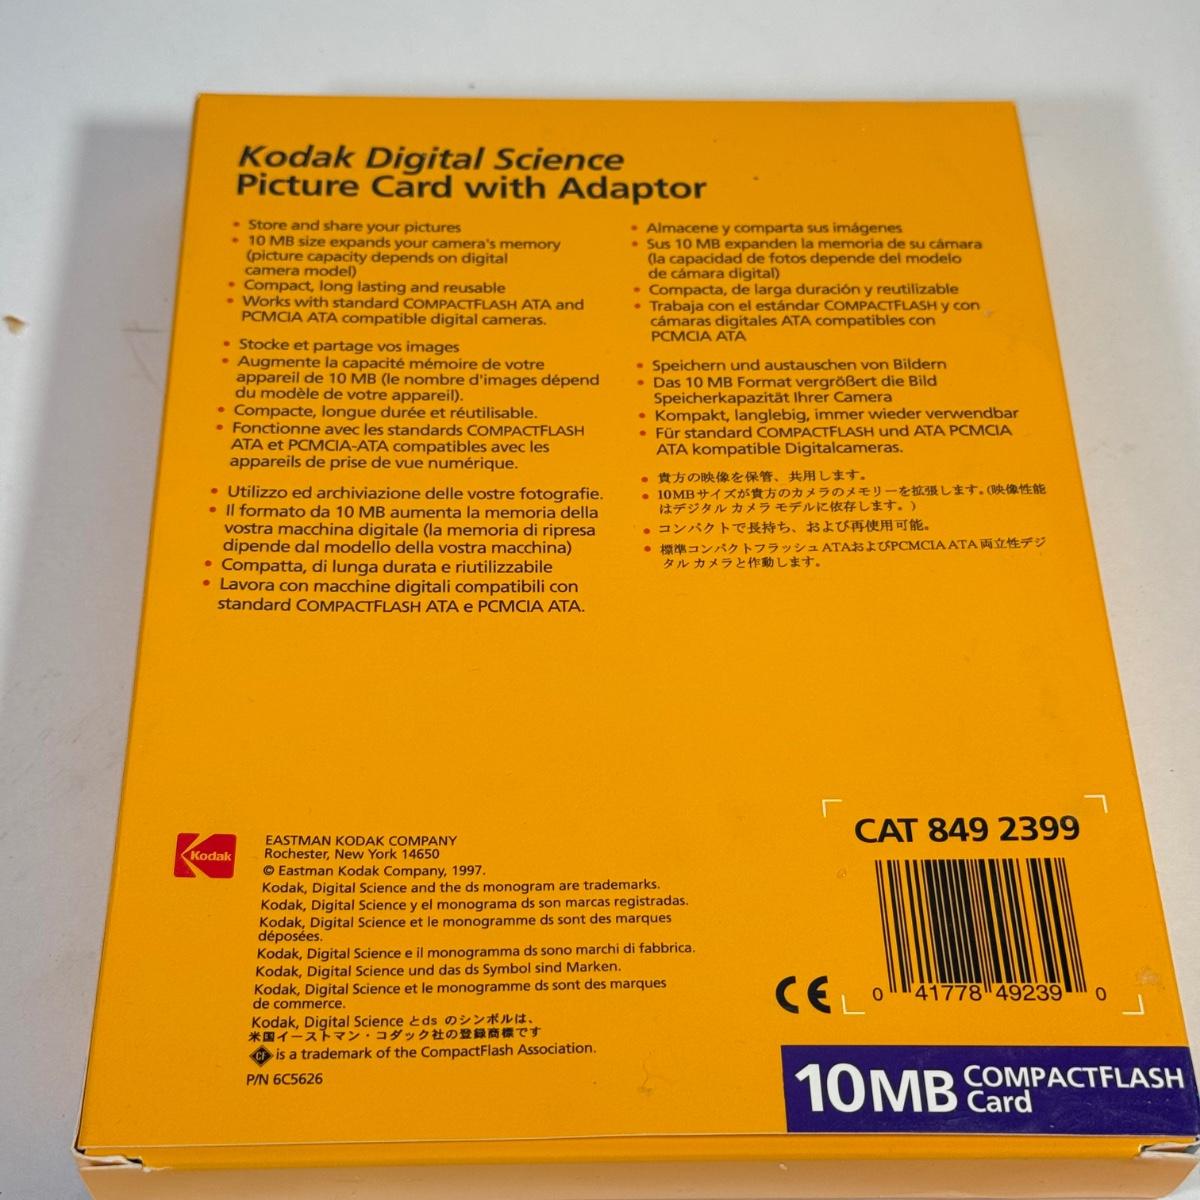 Kodak Digital Science
Picture Card with Adaptor
• Store and share your pictures
• 10 MB size expands your camera's memory
(picture capacity depends on digital
camera model)
• Compact, long lasting and reusable
• Works with standard COMPACTFLASH ATA and
PCMCIA ATA compatible digital cameras.
• Stocke et partage vos images
• Augmente la capacité mémoire de votre
appareil de 10 MB (le nombre d'images dépend
du modèle de votre appareil).
• Compacte, longue durée et réutilisable.
• Fonctionne avec les standards COMPACTFLASH
ATA et PCMCIA-ATA compatibles avec les
appareils de prise de vue numérique.
• Utilizzo ed archiviazione delle vostre fotografie.
• Il formato da 10 MB aumenta la memoria della
vostra macchina digitale (la memoria di ripresa
dipende dal modello della vostra macchina)
• Compatta, di lunga durata e riutilizzabile
• Lavora con macchine digitali compatibili con
standard COMPACTFLASH ATA e PCMCIA ATA.
• Almacene y comparta sus imágenes
• Sus 10 MB expanden la memoria de su cámara
(la capacidad de fotos depende del modelo
de cámara digital)
• Compacta, de larga duración y reutilizable
• Trabaja con el estándar COMPACTFLASH y con
cámaras digitales ATA compatibles con
PCMCIA ATA
• Speichern und austauschen von Bildern
• Das 10 MB Format vergrößert die Bild
Speicherkapazität Ihrer Camera
• Kompakt, langlebig, immer wieder verwendbar
• Für standard COMPACTFLASH und ATA PCMCIA
ATA kompatible Digitalcameras.
• 貴方の映像を保管、共用します。
• 10MBサイズが貴方のカメラのメモリーを拡張します。(映像性能
はデジタル カメラ モデルに依存します。)
• コンパクトで長持ち、および再使用可能。
• 標準コンパクトフラッシュ ATAおよびPCMCIA ATA 両立性デジ
タル カメラと作動します。
Kodak
EASTMAN KODAK COMPANY
Rochester, New York 14650
© Eastman Kodak Company, 1997.
Kodak, Digital Science and the ds monogram are trademarks.
Kodak, Digital Science y el monograma ds son marcas registradas.
Kodak, Digital Science et le monogramme ds sont des marques
déposées.
Kodak, Digital Science e il monogramma ds sono marchi di fabbrica.
Kodak, Digital Science und das ds Symbol sind Marken.
Kodak, Digital Science et le monogramme ds sont des marques
de commerce.
Kodak, Digital Science とds のシンボルは、
米国イーストマン・コダック社の登録商標です
CF is a trademark of the CompactFlash Association.
P/N 6C5626
CAT 849 2399
0 41778 49239 0
CE
10MB COMPACTFLASH
Card